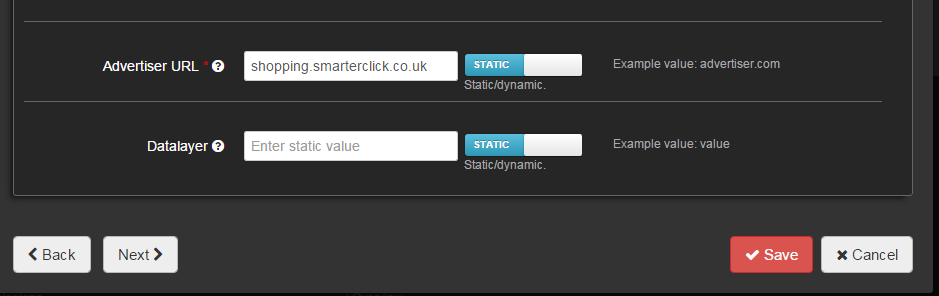 Advertiser URL * shopping.smarterclick.co.uk STATIC Example value: advertiser.com
Static/dynamic.
Datalayer Enter static value STATIC Example value: value
Static/dynamic.
Back Next Save Cancel